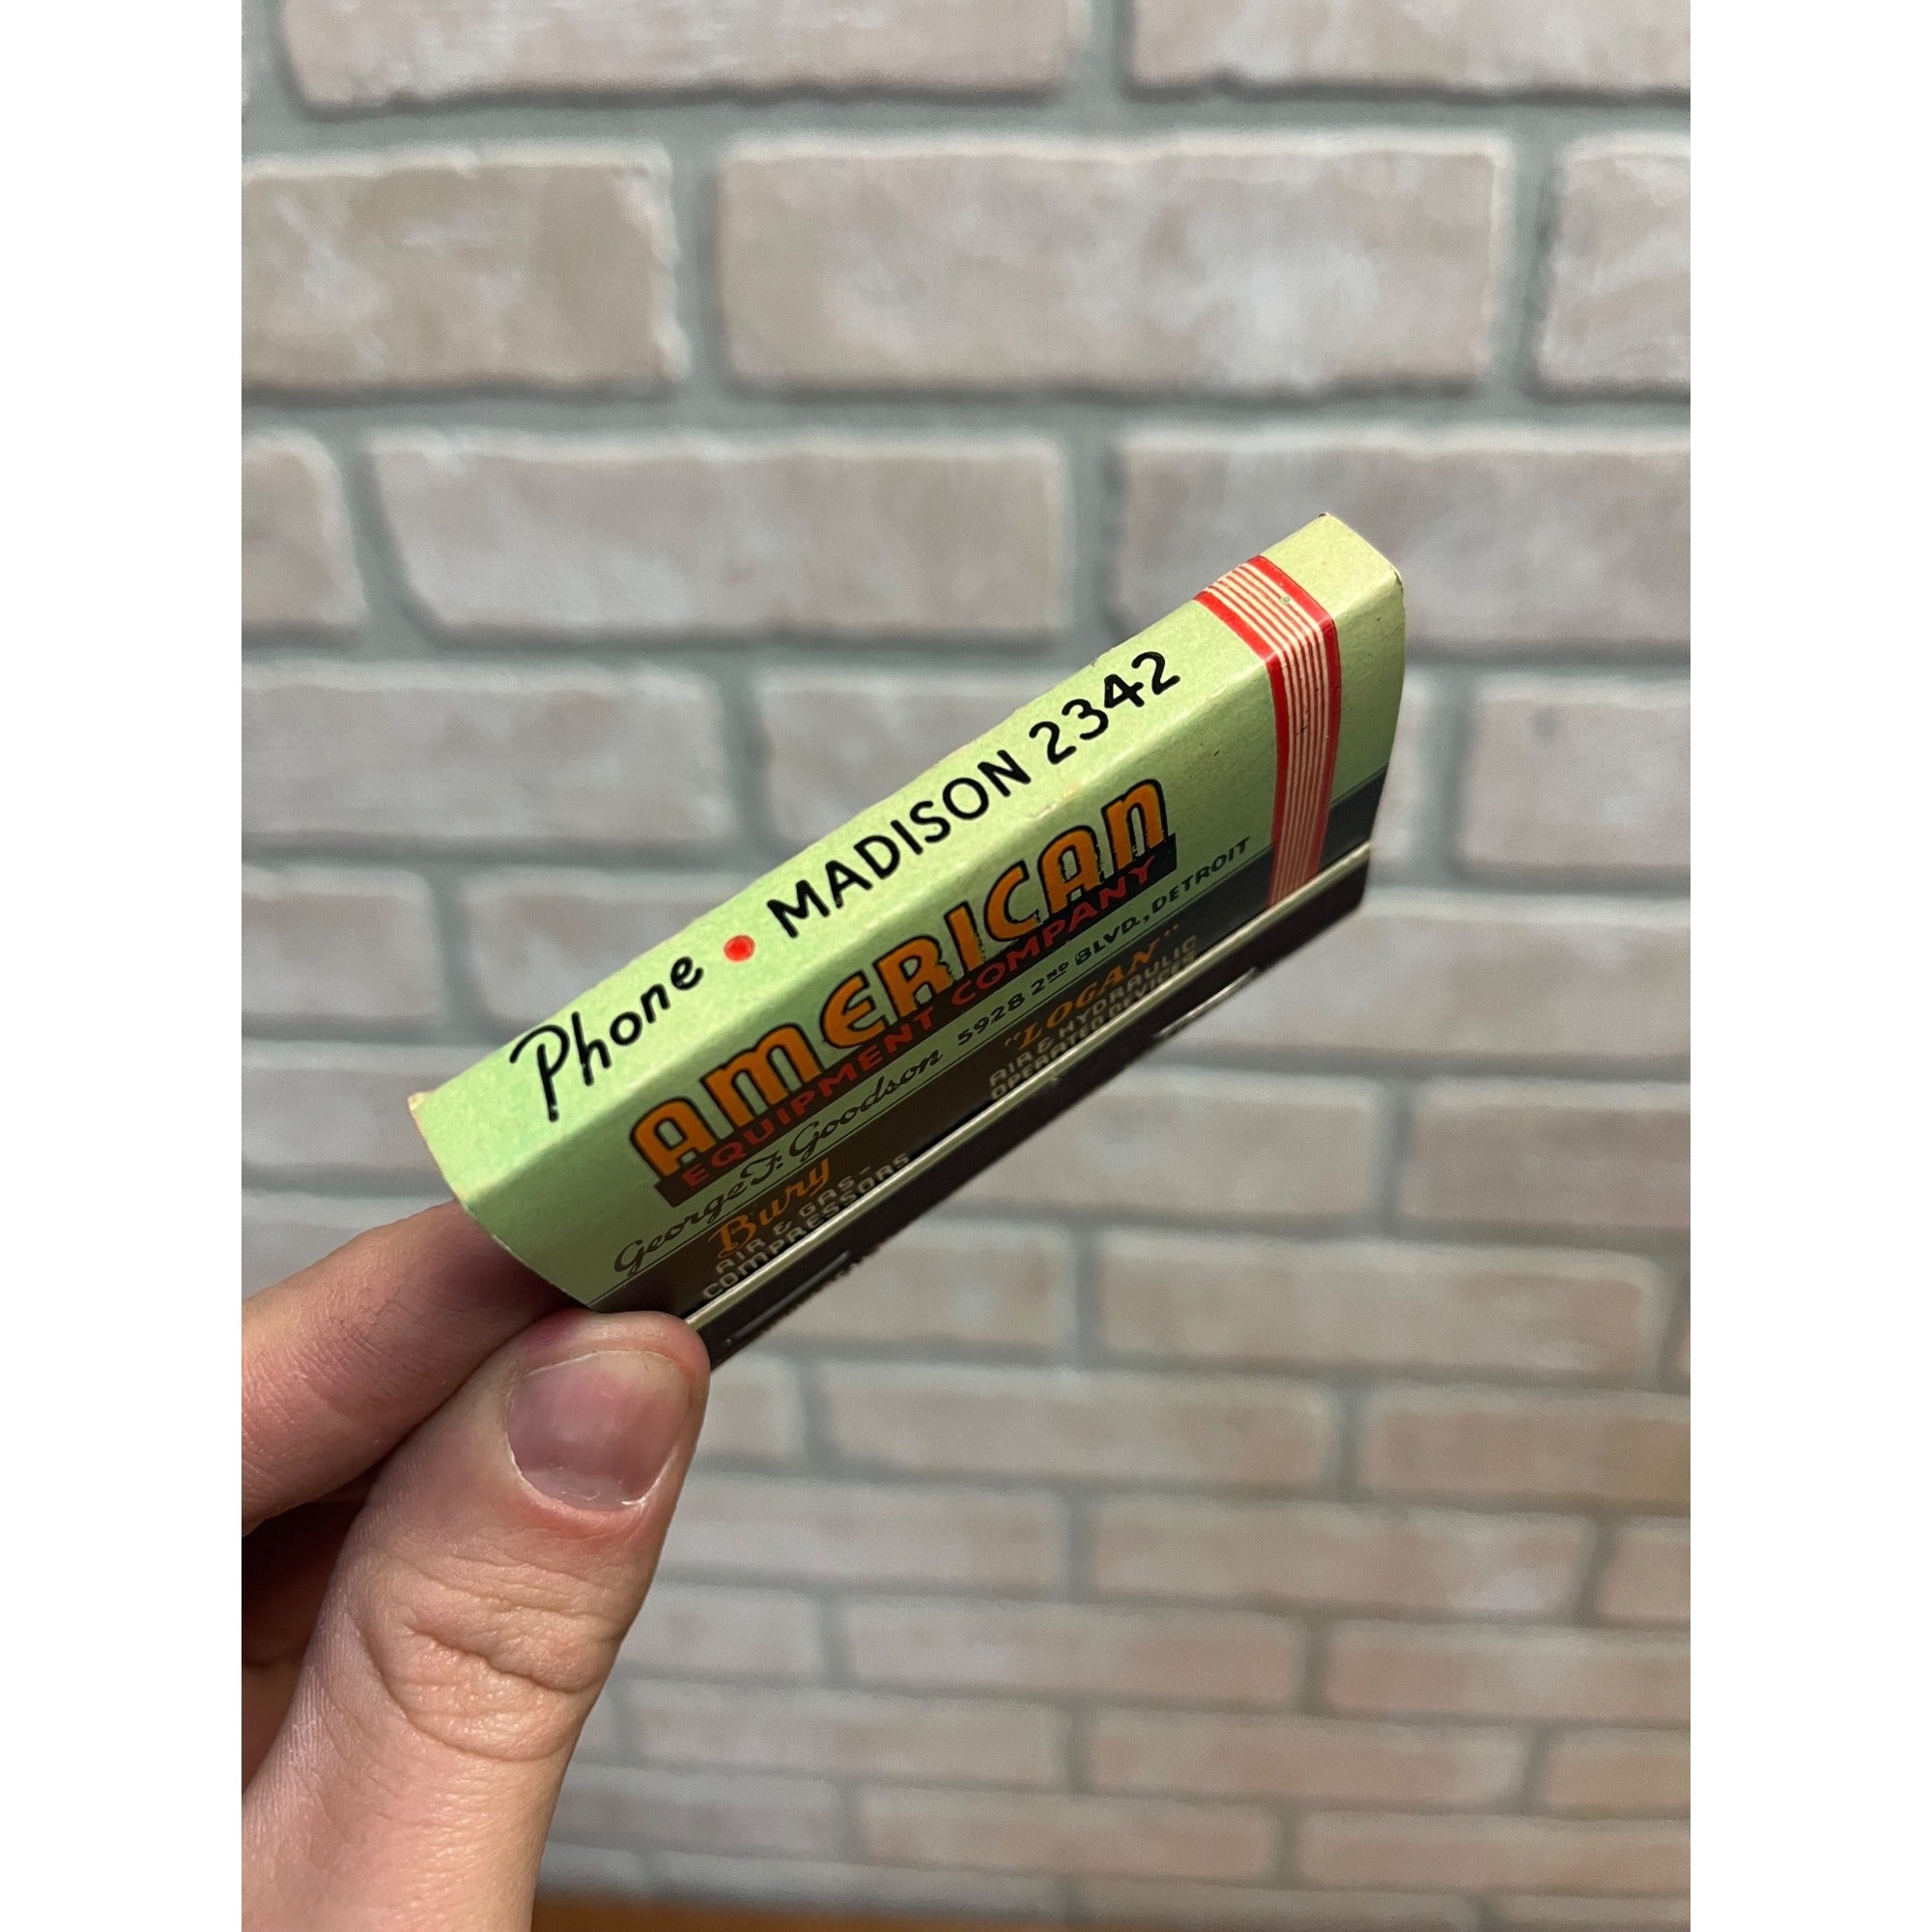 Phone • MADISON 2342
AMERICAN
EQUIPMENT COMPANY
George F. Goodson 5928 2ND BLVD., DETROIT
Bury
AIR & GAS-
COMPRESSORS
"LOGAN"
AIR & HYDRAULIC
OPERATED DEVICES